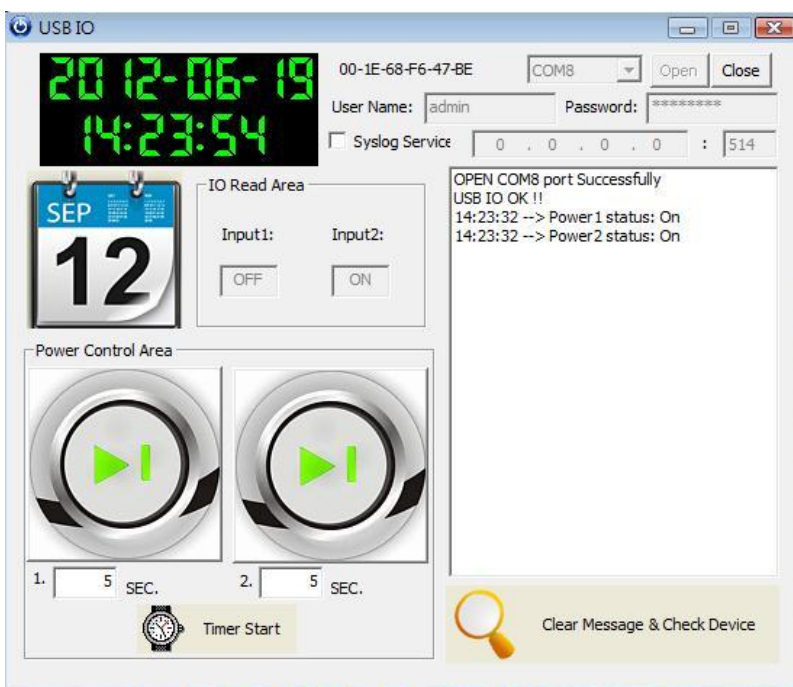 USB IO
2012-06-19
14:23:54
00-1E-68-F6-47-BE COM8 Open Close
User Name: admin Password: ********
Syslog Service 0 . 0 . 0 . 0 : 514
SEP
12
IO Read Area
Input1: Input2:
OFF ON
OPEN COM8 port Successfully
USB IO OK !!
14:23:32 --> Power1 status: On
14:23:32 --> Power2 status: On
Power Control Area
1. 5 SEC. 2. 5 SEC.
Timer Start
Clear Message & Check Device